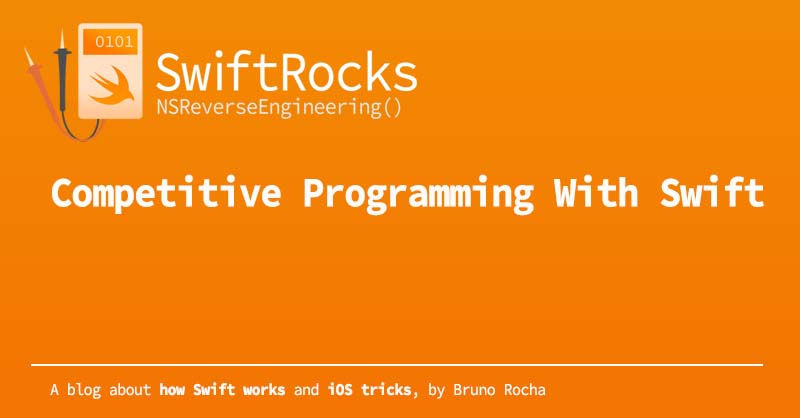 0101
SwiftRocks
NSReverseEngineering()
Competitive Programming With Swift
A blog about how Swift works and iOS tricks, by Bruno Rocha